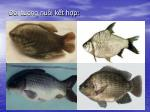 Đối tượng nuôi kết hợp: